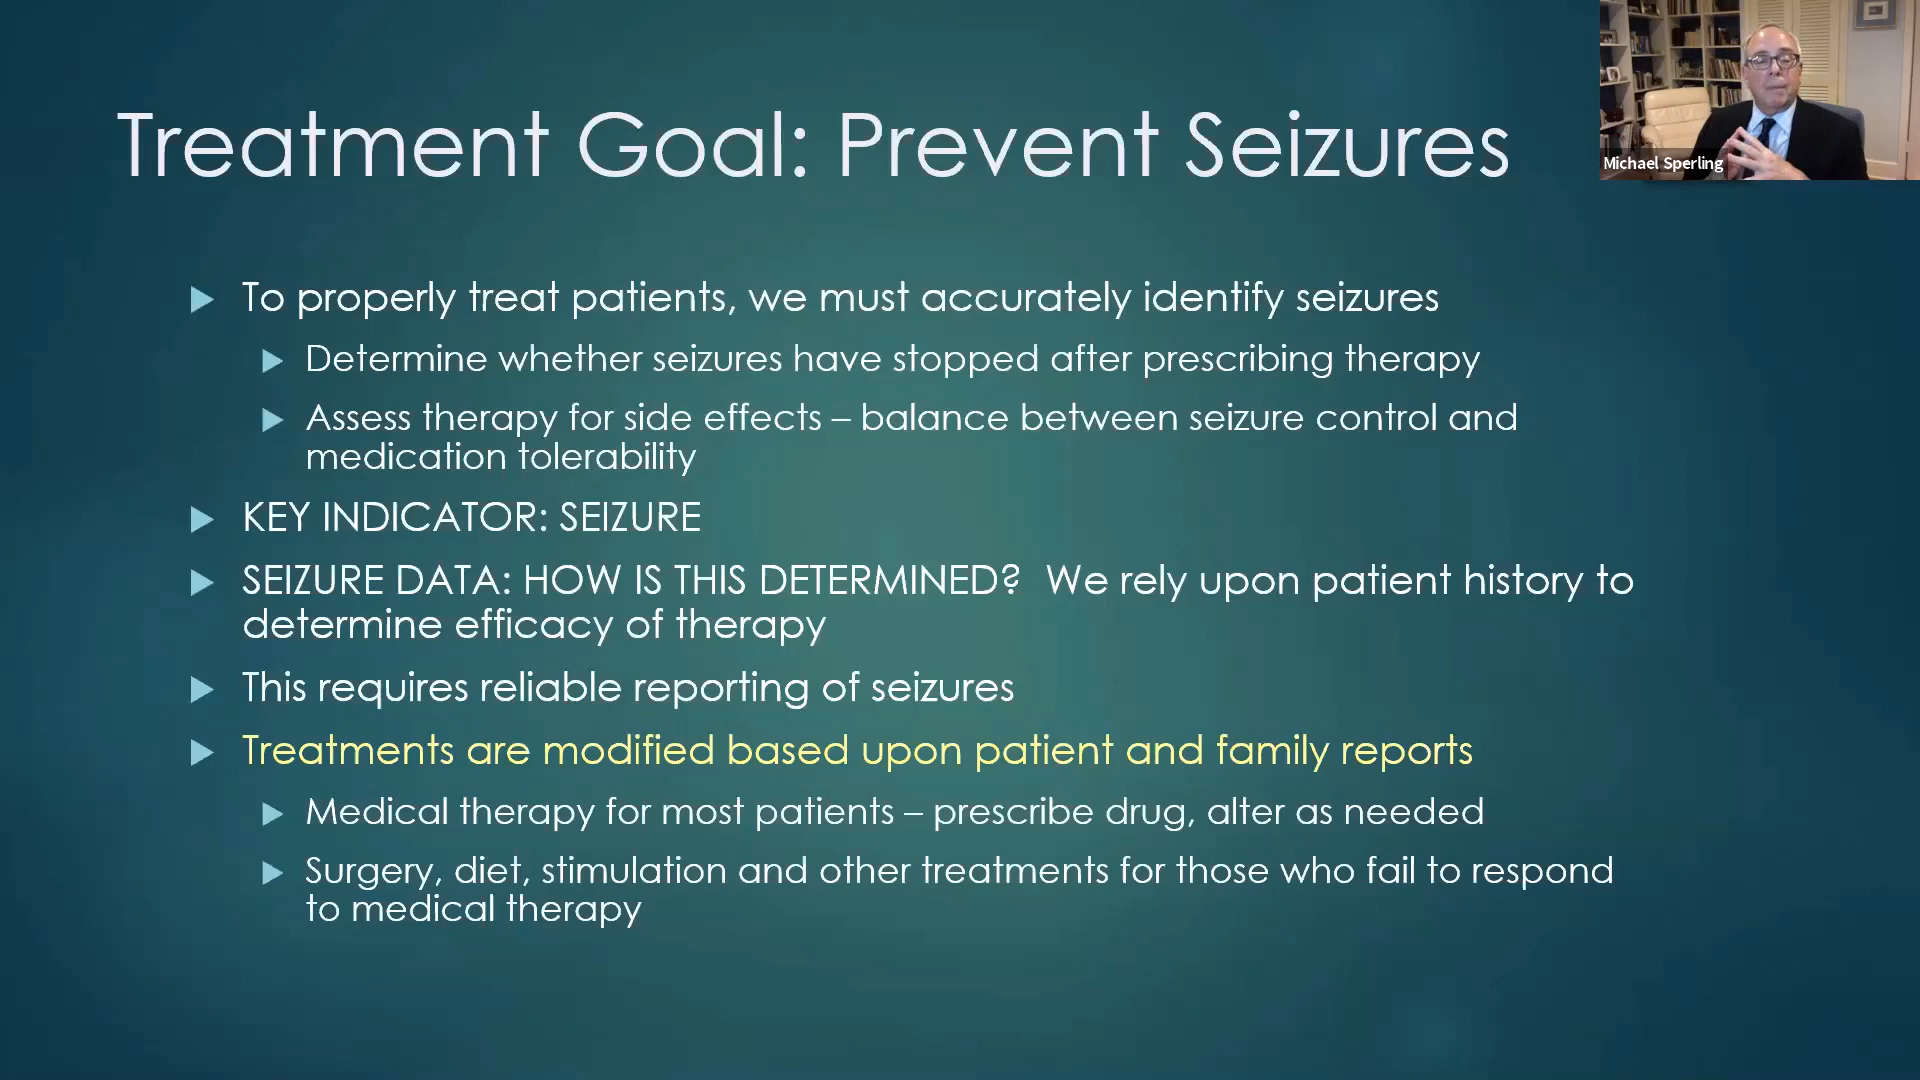 Treatment Goal: Prevent Seizures
Michael Sperling
To properly treat patients, we must accurately identify seizures
Determine whether seizures have stopped after prescribing therapy
Assess therapy for side effects – balance between seizure control and
medication tolerability
KEY INDICATOR: SEIZURE
SEIZURE DATA: HOW IS THIS DETERMINED?  We rely upon patient history to
determine efficacy of therapy
This requires reliable reporting of seizures
Treatments are modified based upon patient and family reports
Medical therapy for most patients – prescribe drug, alter as needed
Surgery, diet, stimulation and other treatments for those who fail to respond
to medical therapy